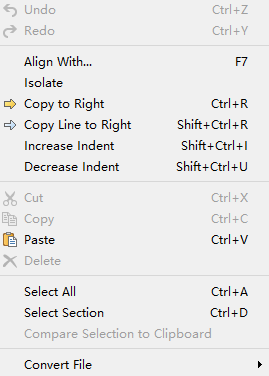 Undo Ctrl+Z
Redo Ctrl+Y
Align With... F7
Isolate
Copy to Right Ctrl+R
Copy Line to Right Shift+Ctrl+R
Increase Indent Shift+Ctrl+I
Decrease Indent Shift+Ctrl+U
Cut Ctrl+X
Copy Ctrl+C
Paste Ctrl+V
Delete
Select All Ctrl+A
Select Section Ctrl+D
Compare Selection to Clipboard
Convert File